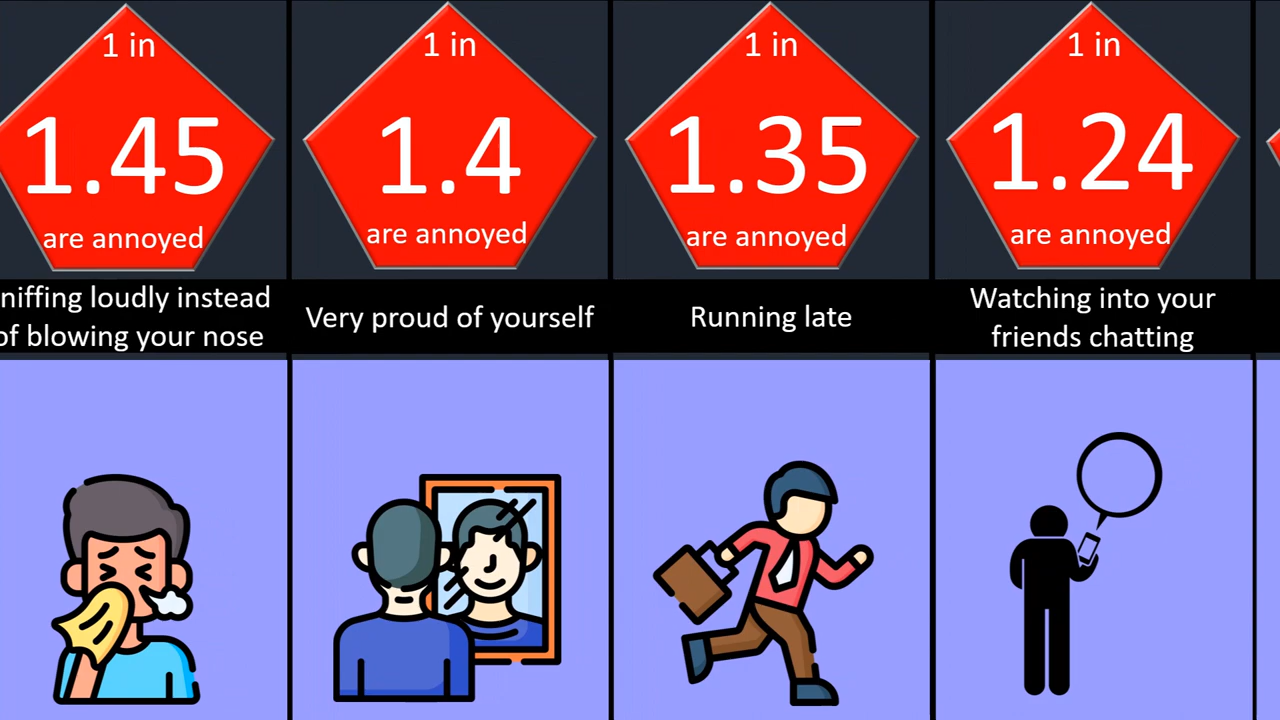 1 in
1.45
are annoyed
niffing loudly instead
of blowing your nose
1 in
1.4
are annoyed
Very proud of yourself
1 in
1.35
are annoyed
Running late
1 in
1.24
are annoyed
Watching into your
friends chatting